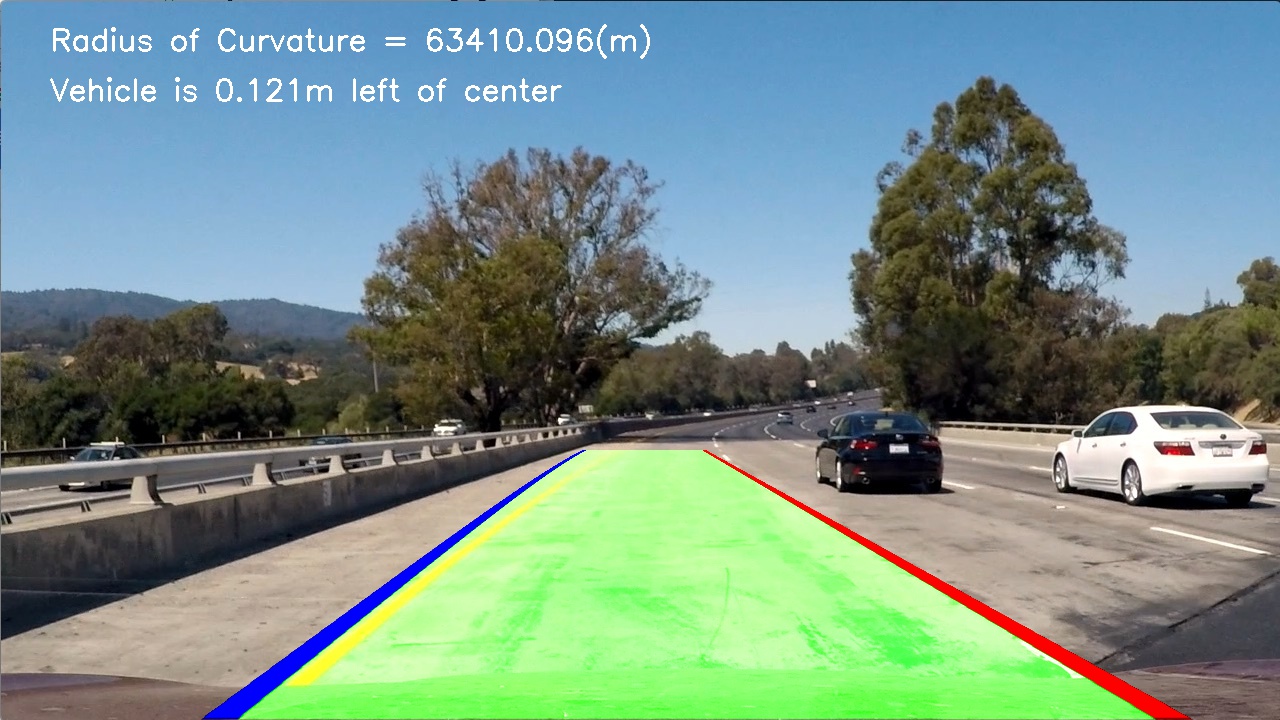 Radius of Curvature = 63410.096(m)
Vehicle is 0.121m left of center